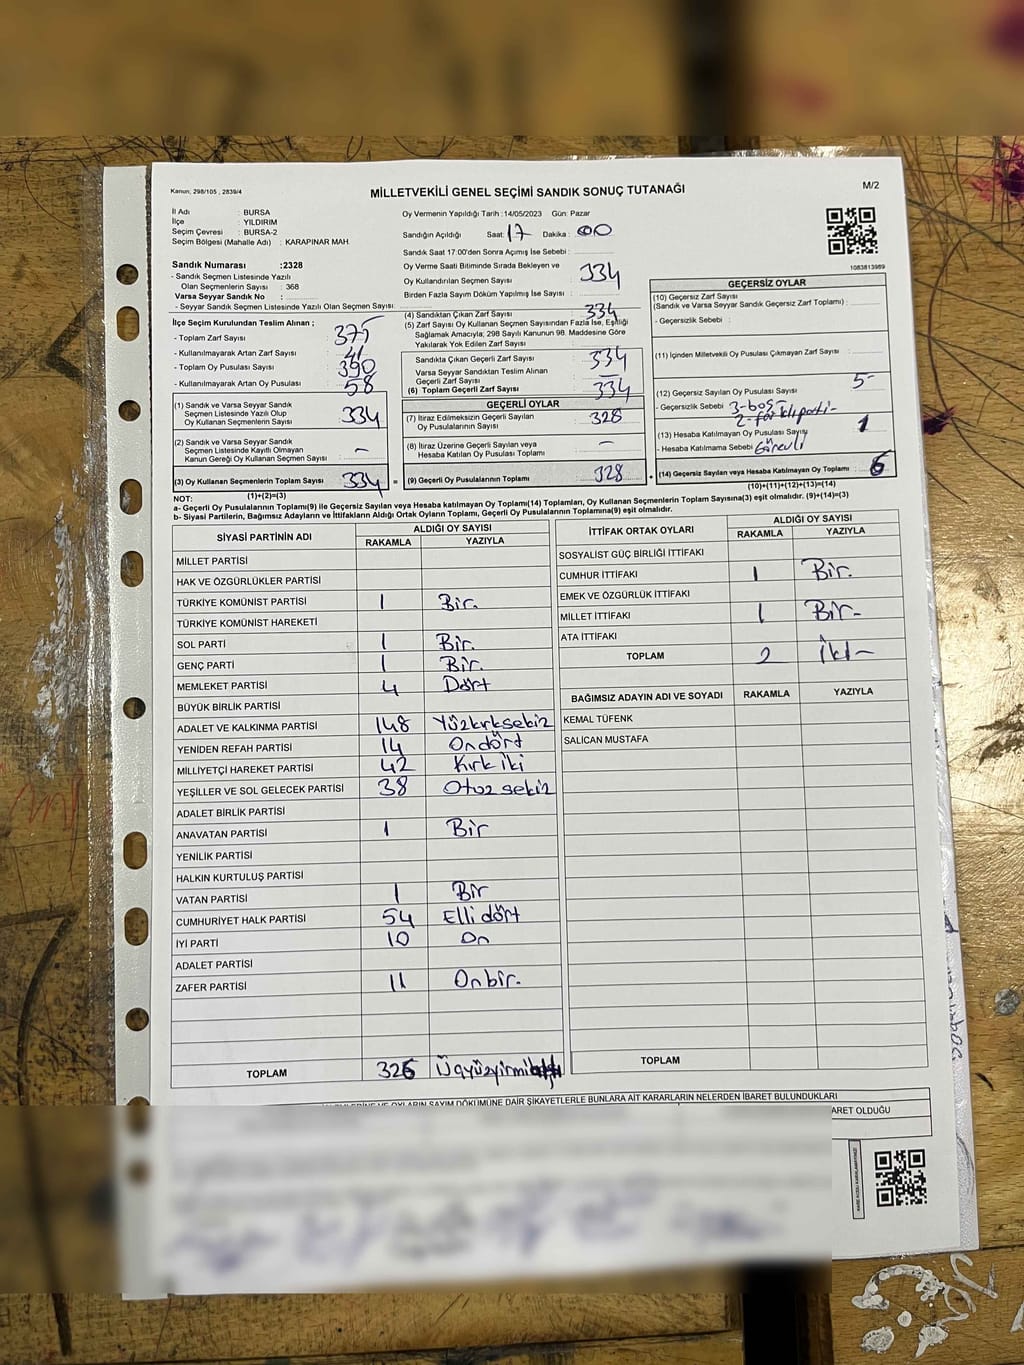 Kanun; 298/105 , 2839/4
MİLLETVEKİLİ GENEL SEÇİMİ SANDIK SONUÇ TUTANAĞI
M/2
İl Adı : BURSA
İlçe : YILDIRIM
Seçim Çevresi : BURSA-2
Seçim Bölgesi (Mahalle Adı) : KARAPINAR MAH.
Oy Vermenin Yapıldığı Tarih :14/05/2023 Gün: Pazar
Sandığın Açıldığı Saat: 17 Dakika : 00
Sandık Saat 17:00'den Sonra Açılmış İse Sebebi :
Sandık Numarası :2328
- Sandık Seçmen Listesinde Yazılı
Olan Seçmenlerin Sayısı : 368
Varsa Seyyar Sandık No :
- Seyyar Sandık Seçmen Listesinde Yazılı Olan Seçmen Sayısı:
Oy Verme Saati Bitiminde Sırada Bekleyen ve
Oy Kullandırılan Seçmen Sayısı : 334
Birden Fazla Sayım Döküm Yapılmış İse Sayısı :
1083813989
İlçe Seçim Kurulundan Teslim Alınan ;
- Toplam Zarf Sayısı : 375
- Kullanılmayarak Artan Zarf Sayısı : 41
- Toplam Oy Pusulası Sayısı : 390
- Kullanılmayarak Artan Oy Pusulası : 58
(1) Sandık ve Varsa Seyyar Sandık
Seçmen Listesinde Yazılı Olup
Oy Kullanan Seçmenlerin Sayısı : 334
(2) Sandık ve Varsa Seyyar Sandık
Seçmen Listesinde Kayıtlı Olmayan
Kanun Gereği Oy Kullanan Seçmen Sayısı : -
(3) Oy Kullanan Seçmenlerin Toplam Sayısı : 334
(4) Sandıktan Çıkan Zarf Sayısı : 334
(5) Zarf Sayısı Oy Kullanan Seçmen Sayısından Fazla İse, Eşitliği
Sağlamak Amacıyla; 298 Sayılı Kanunun 98. Maddesine Göre
Yakılarak Yok Edilen Zarf Sayısı :
Sandıkta Çıkan Geçerli Zarf Sayısı : 334
Varsa Seyyar Sandıktan Teslim Alınan
Geçerli Zarf Sayısı : -
(6) Toplam Geçerli Zarf Sayısı : 334
GEÇERLİ OYLAR
(7) İtiraz Edilmeksizin Geçerli Sayılan
Oy Pusulalarının Sayısı : 328
(8) İtiraz Üzerine Geçerli Sayılan veya
Hesaba Katılan Oy Pusulası Toplamı : -
(9) Geçerli Oy Pusulalarının Toplamı : 328
GEÇERSİZ OYLAR
(10) Geçersiz Zarf Sayısı
(Sandık ve Varsa Seyyar Sandık Geçersiz Zarf Toplamı) :
- Geçersizlik Sebebi :
(11) İçinden Milletvekili Oy Pusulası Çıkmayan Zarf Sayısı :
(12) Geçersiz Sayılan Oy Pusulası Sayısı 5-
- Geçersizlik Sebebi : 3-boş-
2-farklı parti-
(13) Hesaba Katılmayan Oy Pusulası Sayısı 1
- Hesaba Katılmama Sebebi : Görevli
(14) Geçersiz Sayılan veya Hesaba Katılmayan Oy Toplamı : 6
(1)+(2)=(3)
(10)+(11)+(12)+(13)=(14)
NOT:
a- Geçerli Oy Pusulalarının Toplamı(9) ile Geçersiz Sayılan veya Hesaba katılmayan Oy Toplamı(14) Toplamları, Oy Kullanan Seçmenlerin Toplam Sayısına(3) eşit olmalıdır. (9)+(14)=(3)
b- Siyasi Partilerin, Bağımsız Adayların ve İttifakların Aldığı Ortak Oyların Toplamı, Geçerli Oy Pusulalarının Toplamına(9) eşit olmalıdır.
SİYASİ PARTİNİN ADI ALDIĞI OY SAYISI
RAKAMLA YAZIYLA
MİLLET PARTİSİ
HAK VE ÖZGÜRLÜKLER PARTİSİ
TÜRKİYE KOMÜNİST PARTİSİ 1 Bir.
TÜRKİYE KOMÜNİST HAREKETİ
SOL PARTİ 1 Bir.
GENÇ PARTİ 1 Bir.
MEMLEKET PARTİSİ 4 Dört
BÜYÜK BİRLİK PARTİSİ
ADALET VE KALKINMA PARTİSİ 148 Yüzkırksekiz
YENİDEN REFAH PARTİSİ 14 Ondört
MİLLİYETÇİ HAREKET PARTİSİ 42 Kırk iki
YEŞİLLER VE SOL GELECEK PARTİSİ 38 Otuz sekiz
ADALET BİRLİK PARTİSİ
ANAVATAN PARTİSİ 1 Bir
YENİLİK PARTİSİ
HALKIN KURTULUŞ PARTİSİ
VATAN PARTİSİ 1 Bir
CUMHURİYET HALK PARTİSİ 54 Elli dört
İYİ PARTİ 10 On
ADALET PARTİSİ
ZAFER PARTİSİ 11 Onbir.
TOPLAM 326 Üçyüzyirmi
İTTİFAK ORTAK OYLARI ALDIĞI OY SAYISI
RAKAMLA YAZIYLA
SOSYALİST GÜÇ BİRLİĞİ İTTİFAKI
CUMHUR İTTİFAKI 1 Bir.
EMEK VE ÖZGÜRLÜK İTTİFAKI
MİLLET İTTİFAKI 1 Bir-
ATA İTTİFAKI
TOPLAM 2 İki-
BAĞIMSIZ ADAYIN ADI VE SOYADI RAKAMLA YAZIYLA
KEMAL TÜFENK
SALİCAN MUSTAFA
TOPLAM
OYLARIN SAYIM DÖKÜMÜNE DAİR ŞİKAYETLERLE BUNLARA AİT KARARLARIN NELERDEN İBARET BULUNDUKLARI
OLDUĞU